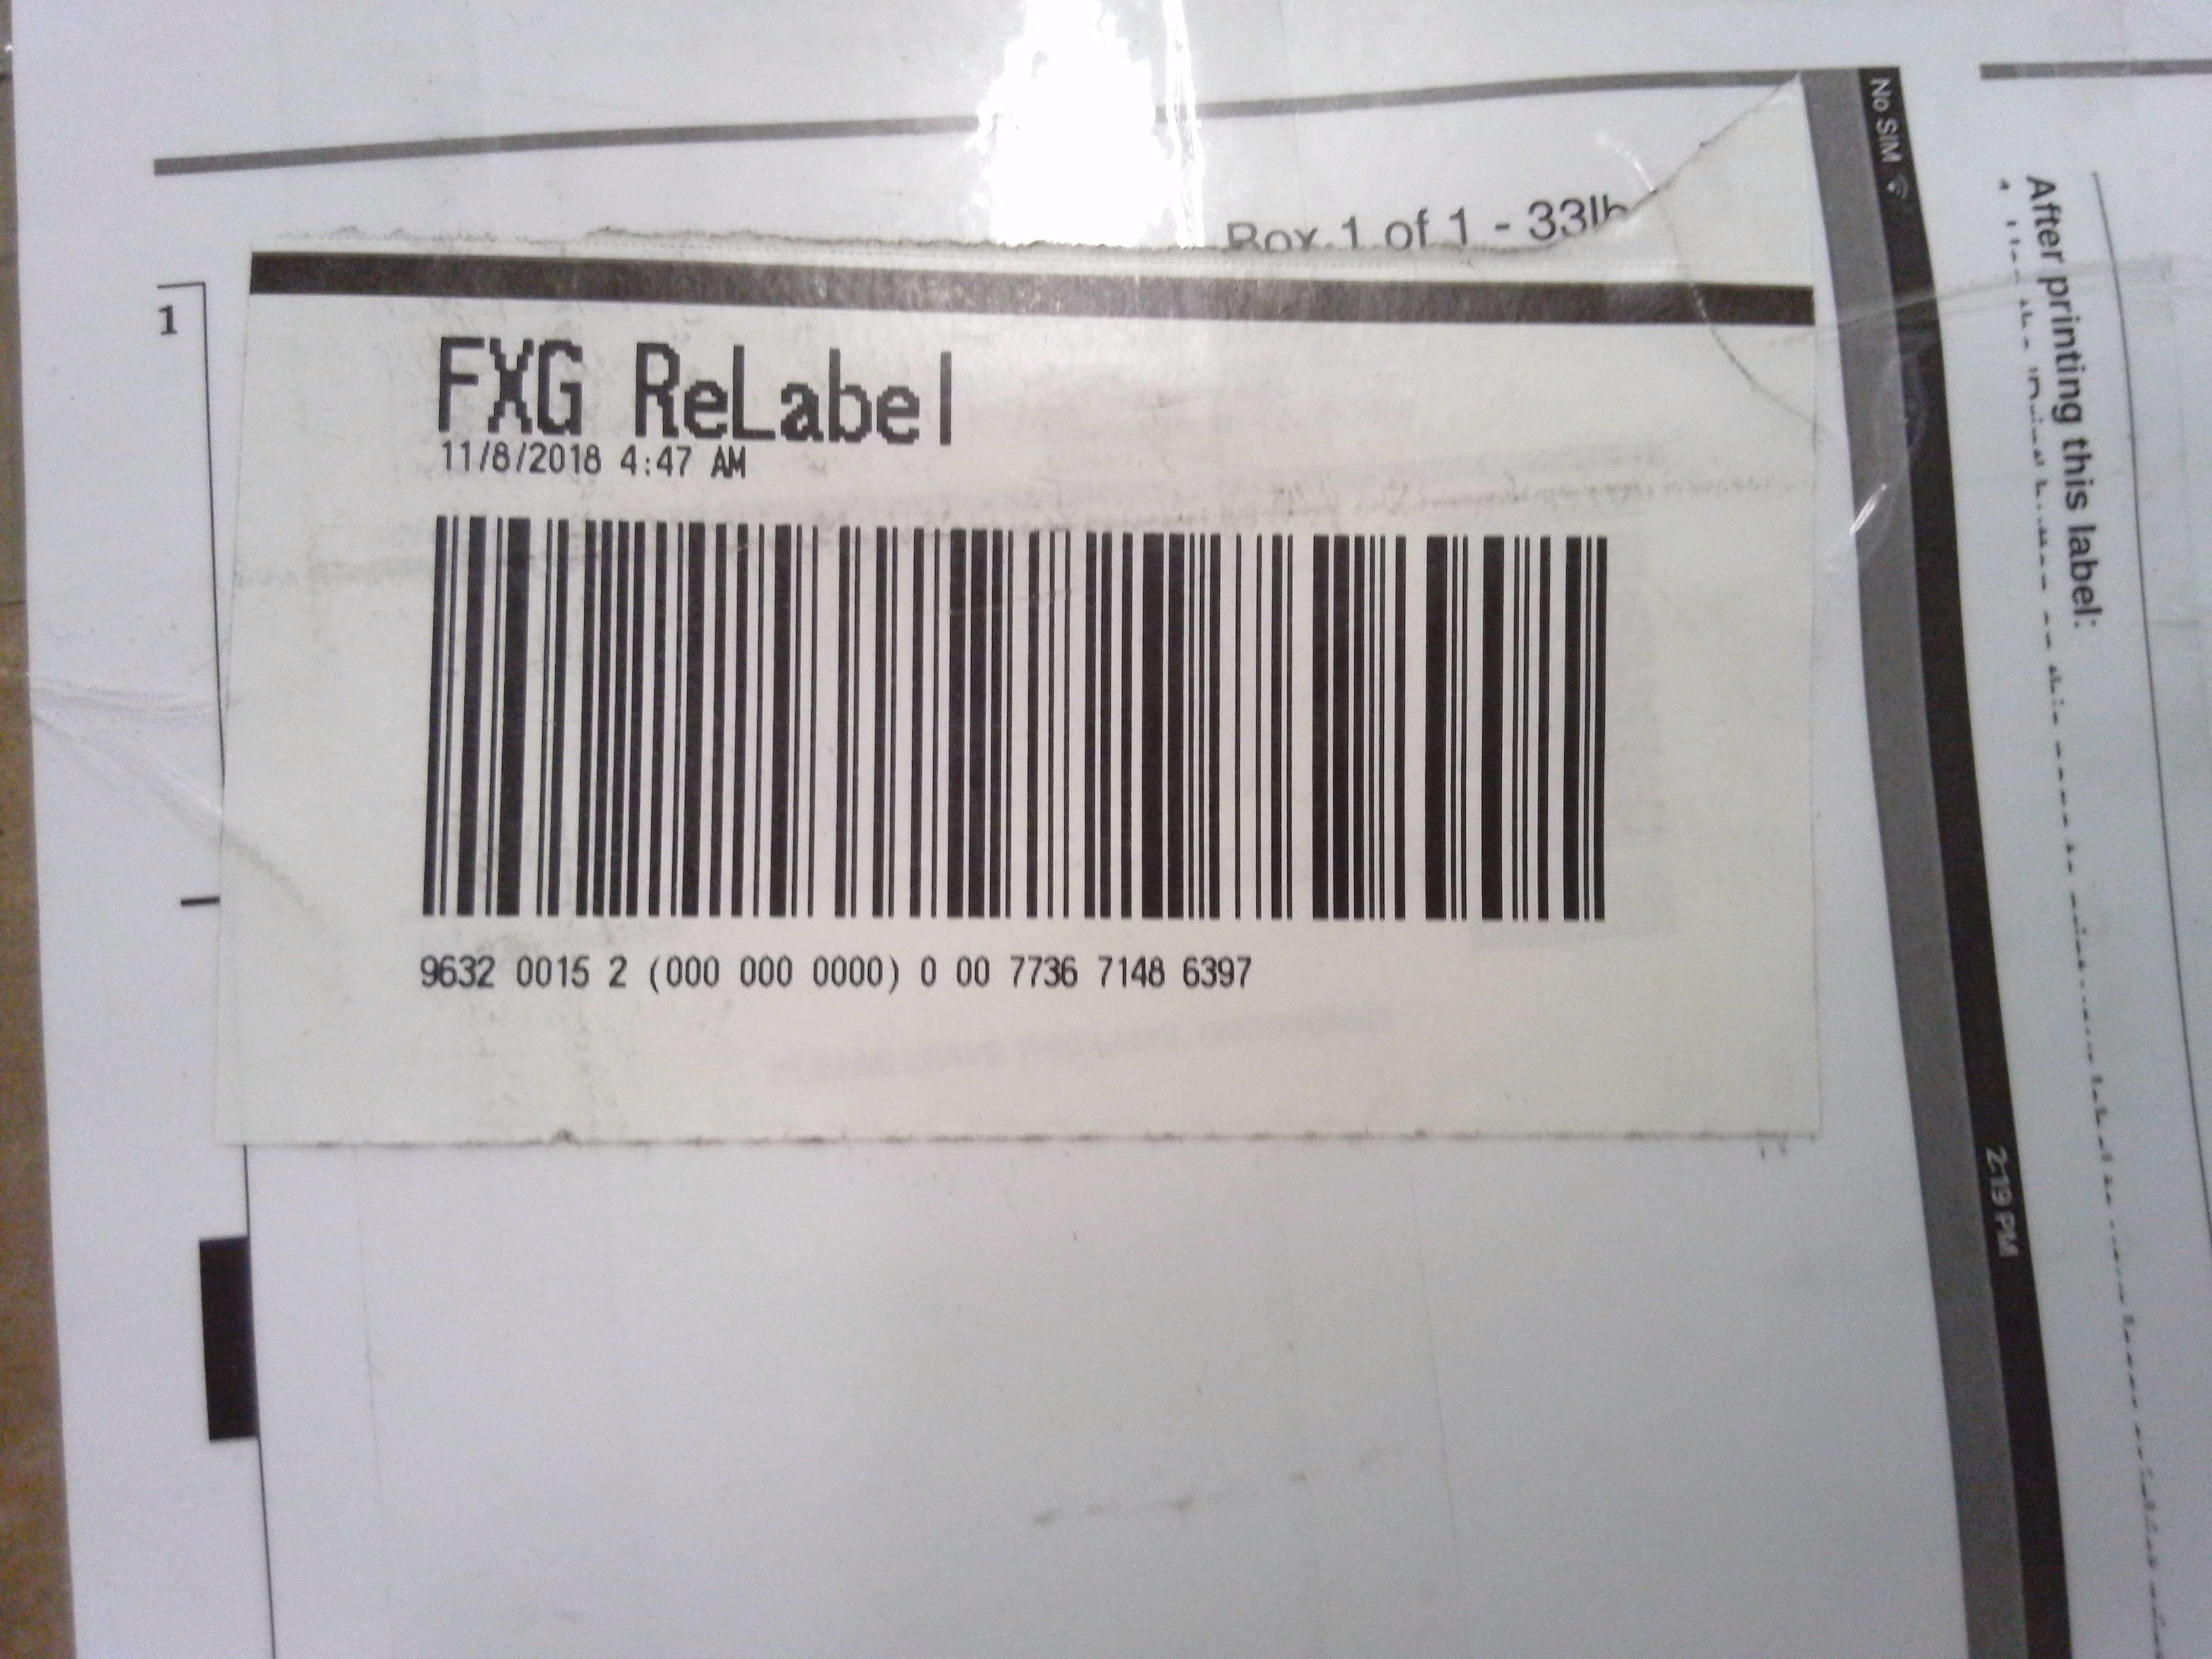 Box 1 of 1 - 33lb
1
FXG ReLabel
11/8/2018 4:47 AM
9632 0015 2 (000 000 0000) 0 00 7736 7148 6397
No SIM
2:19 PM
After printing this label: